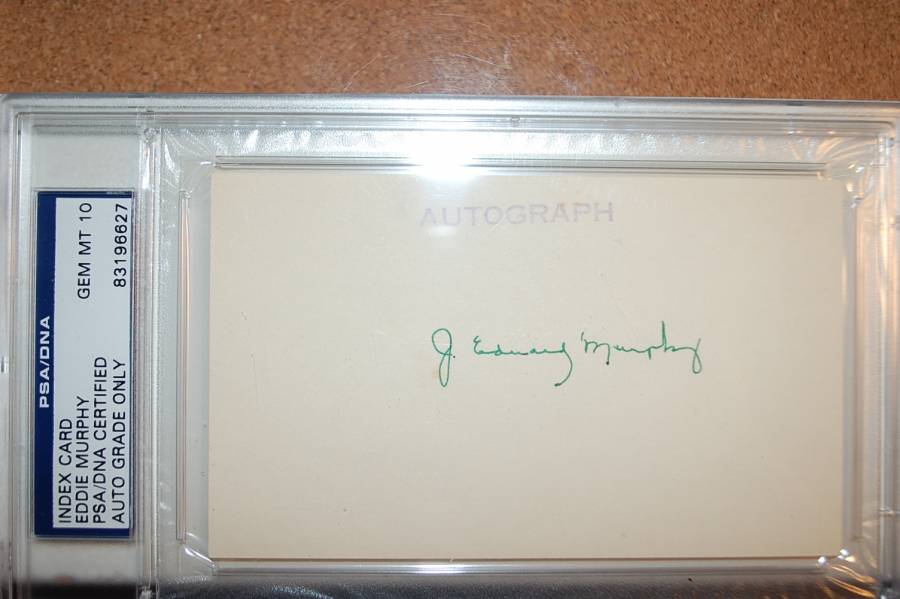 PSA/DNA
INDEX CARD GEM MT 10
EDDIE MURPHY 83196627
PSA/DNA CERTIFIED
AUTO GRADE ONLY
AUTOGRAPH
J. Edward Murphy